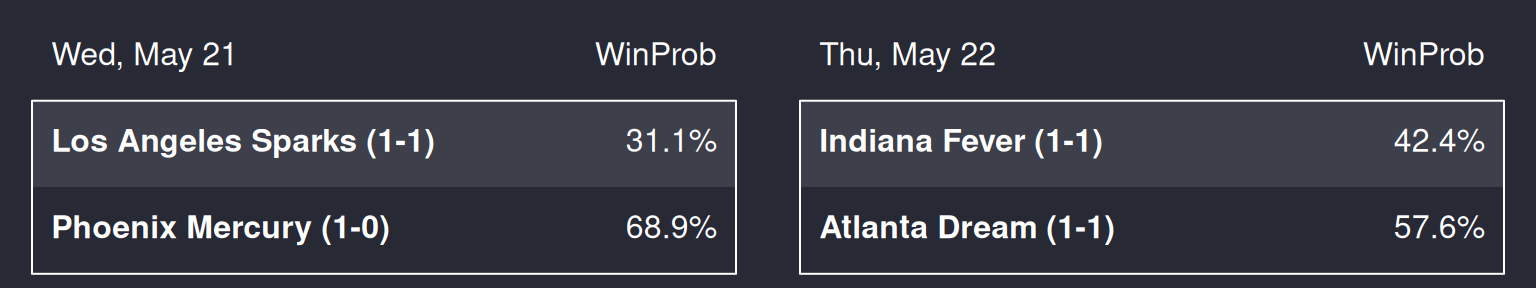 Wed, May 21 WinProb
Los Angeles Sparks (1-1) 31.1%
Phoenix Mercury (1-0) 68.9%
Thu, May 22 WinProb
Indiana Fever (1-1) 42.4%
Atlanta Dream (1-1) 57.6%